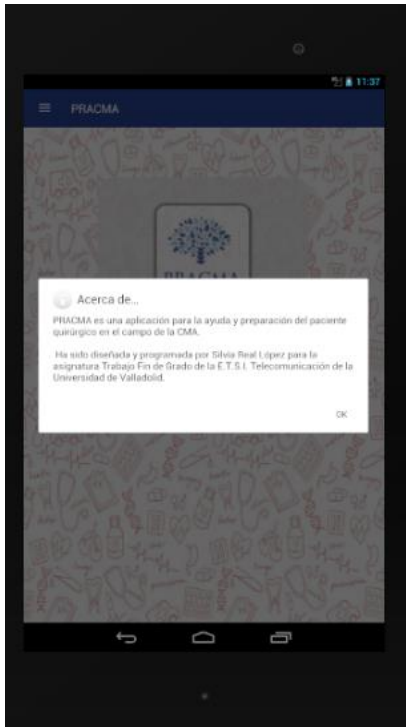 11:37
PRACMA
PRACMA
Acerca de...
PRACMA es una aplicación para la ayuda y preparación del paciente
quirúrgico en el campo de la CMA.
Ha sido diseñada y programada por Silvia Real López para la
asignatura Trabajo Fin de Grado de la E.T.S.I. Telecomunicación de la
Universidad de Valladolid.
OK